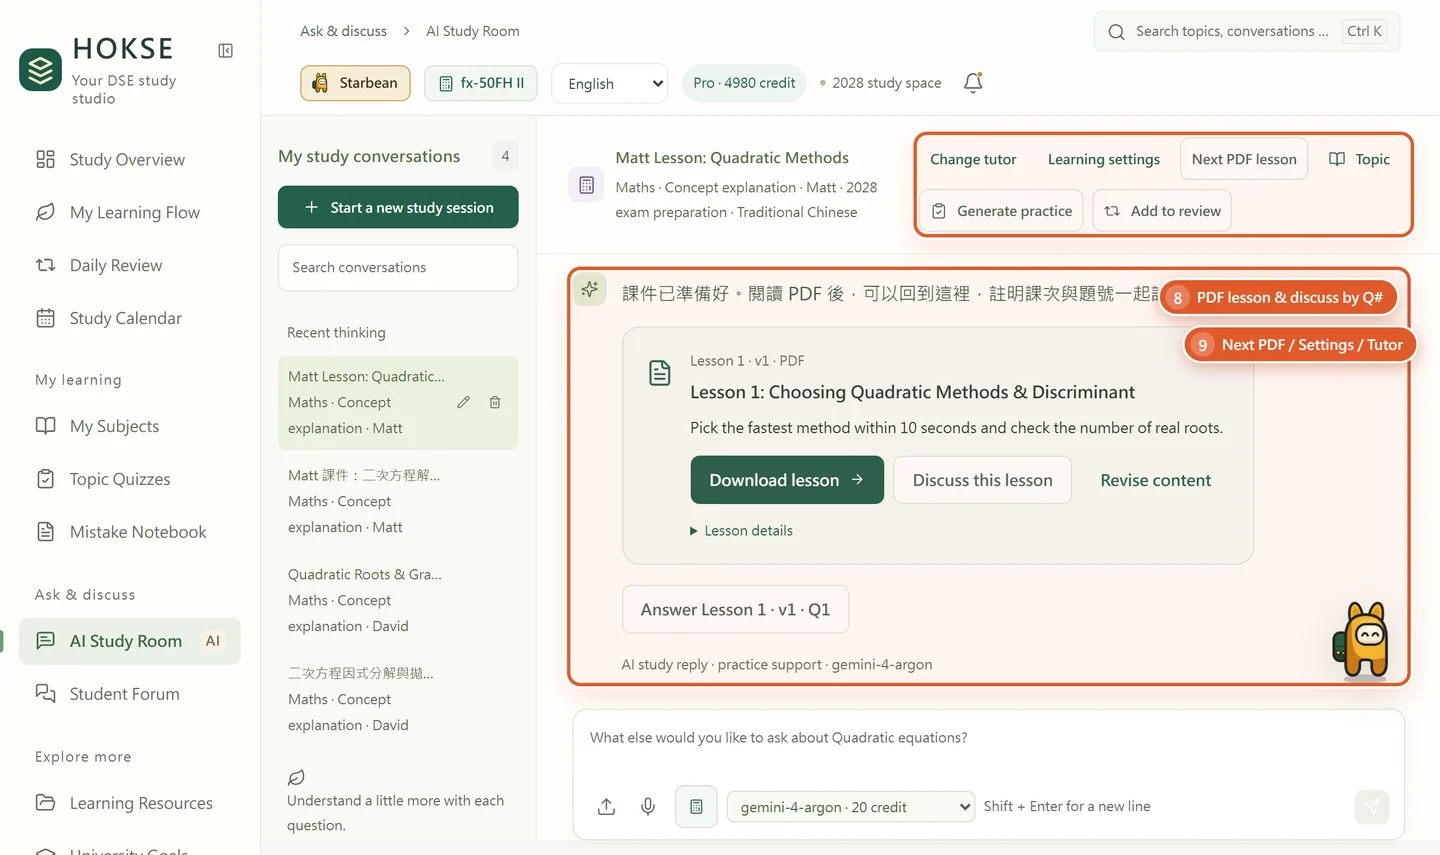 HOKSE
Your DSE study
studio
Study Overview
My Learning Flow
Daily Review
Study Calendar
My learning
My Subjects
Topic Quizzes
Mistake Notebook
Ask & discuss
AI Study Room AI
Student Forum
Explore more
Learning Resources
University Goals
Ask & discuss > AI Study Room
Search topics, conversations ... Ctrl K
Starbean
fx-50FH II
English
Pro · 4980 credit
2028 study space
My study conversations 4
+ Start a new study session
Search conversations
Recent thinking
Matt Lesson: Quadratic...
Maths · Concept
explanation · Matt
Matt 課件：二次方程解...
Maths · Concept
explanation · Matt
Quadratic Roots & Gra...
Maths · Concept
explanation · David
二次方程因式分解與拋...
Maths · Concept
explanation · David
Understand a little more with each
question.
Matt Lesson: Quadratic Methods
Maths · Concept explanation · Matt · 2028
exam preparation · Traditional Chinese
Change tutor
Learning settings
Next PDF lesson
Topic
Generate practice
Add to review
課件已準備好。閱讀 PDF 後，可以回到這裡，註明課次與題號一起
8 PDF lesson & discuss by Q#
9 Next PDF / Settings / Tutor
Lesson 1 · v1 · PDF
Lesson 1: Choosing Quadratic Methods & Discriminant
Pick the fastest method within 10 seconds and check the number of real roots.
Download lesson →
Discuss this lesson
Revise content
Lesson details
Answer Lesson 1 · v1 · Q1
AI study reply · practice support · gemini-4-argon
What else would you like to ask about Quadratic equations?
gemini-4-argon · 20 credit
Shift + Enter for a new line